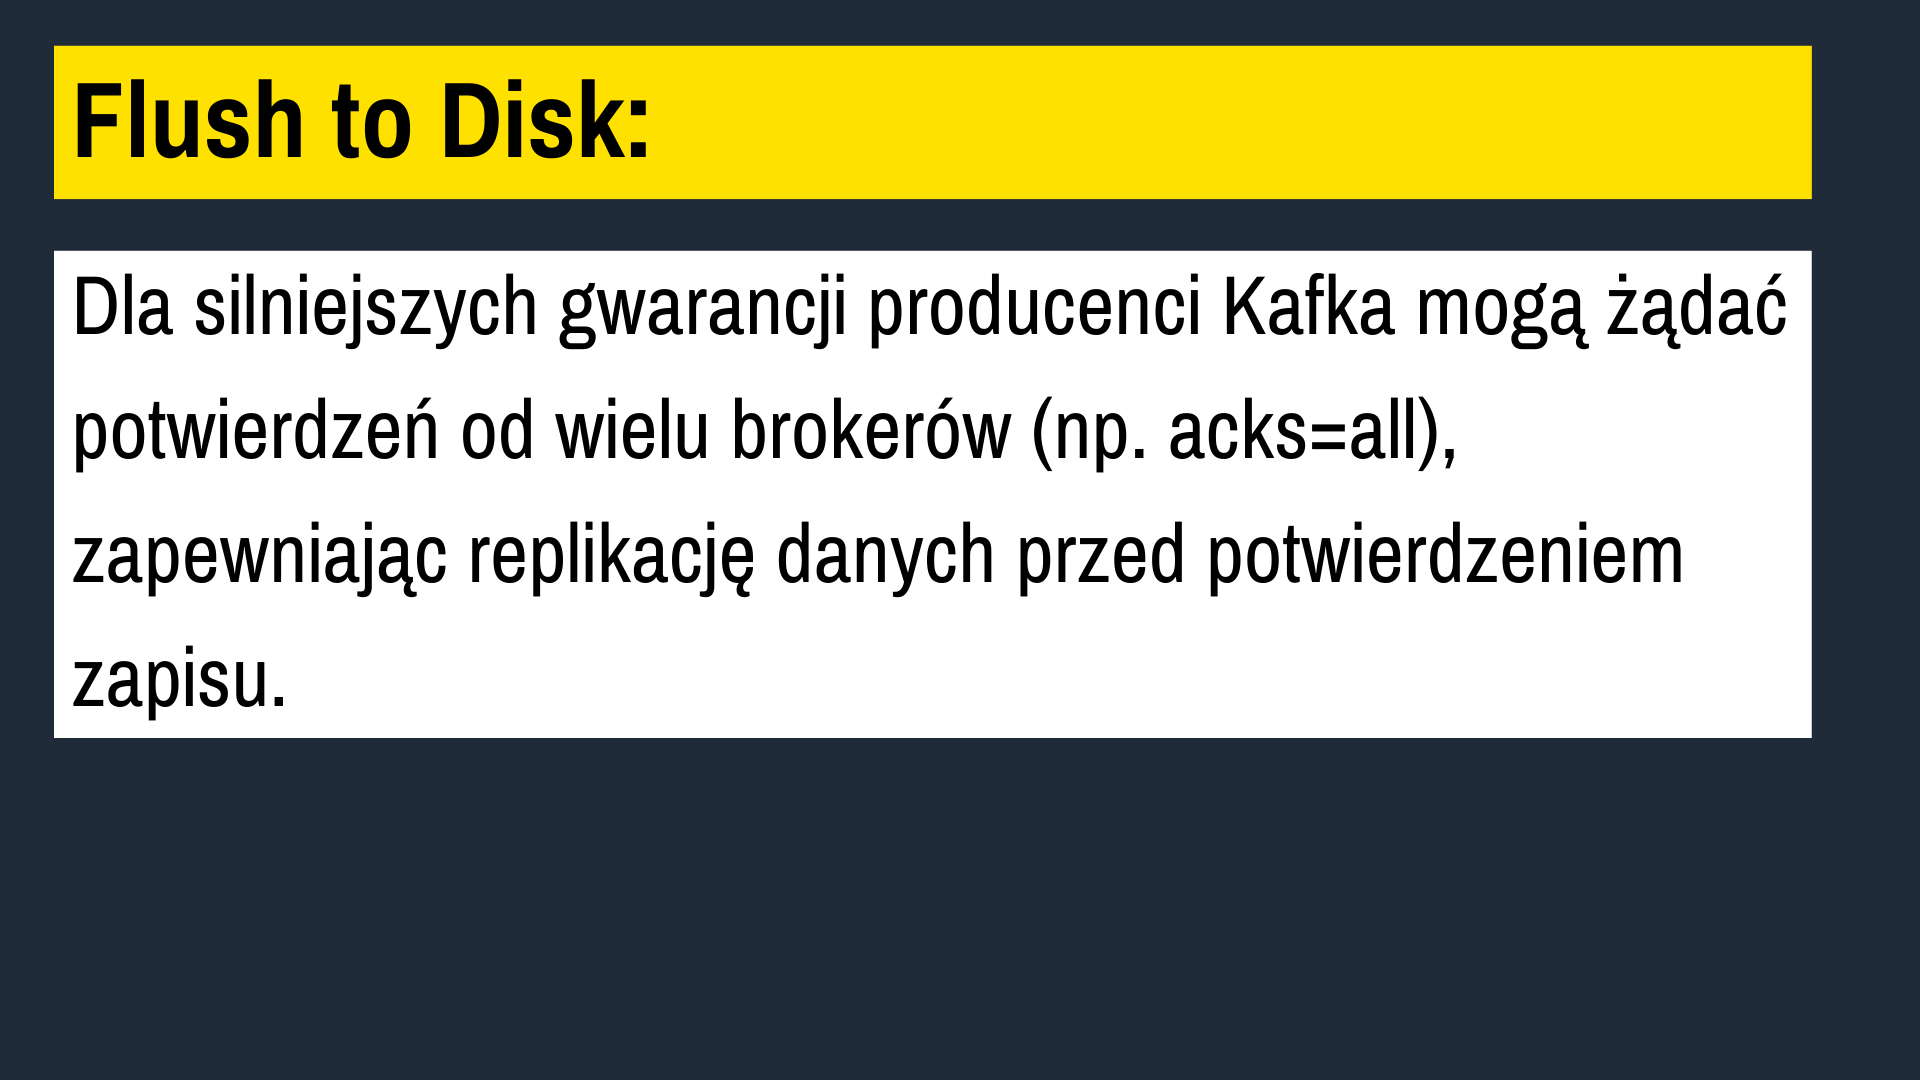 Flush to Disk:
Dla silniejszych gwarancji producenci Kafka mogą żądać
potwierdzeń od wielu brokerów (np. acks=all),
zapewniając replikację danych przed potwierdzeniem
zapisu.